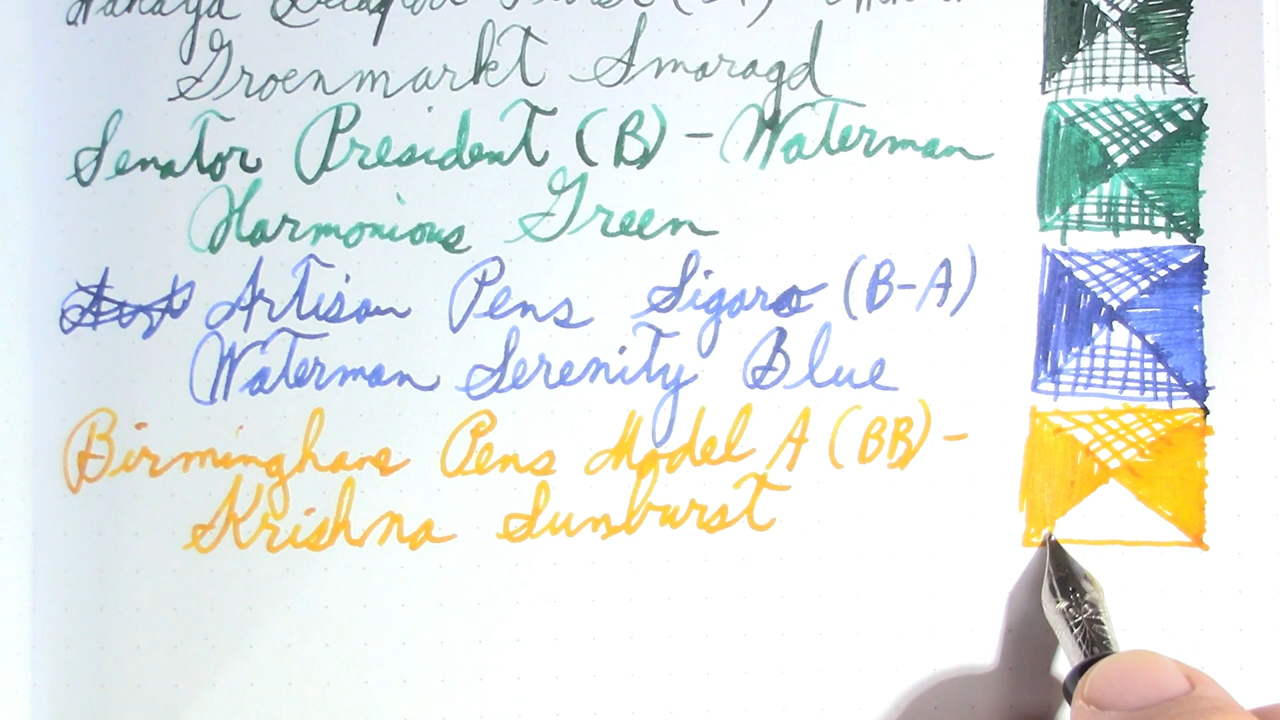 Groenmarkt Smaragd
Senator President (B) - Waterman
Harmonious Green
Artisan Pens Sigaro (B-A)
Waterman Serenity Blue
Birmingham Pens Model A (BB) -
Krishna Sunburst